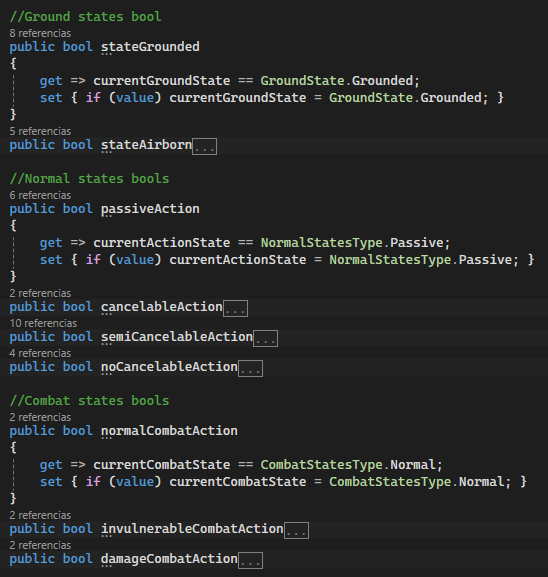 //Ground states bool
8 referencias
public bool stateGrounded
{
get => currentGroundState == GroundState.Grounded;
set { if (value) currentGroundState = GroundState.Grounded; }
}
5 referencias
public bool stateAirborn...
//Normal states bools
6 referencias
public bool passiveAction
{
get => currentActionState == NormalStatesType.Passive;
set { if (value) currentActionState = NormalStatesType.Passive; }
}
2 referencias
public bool cancelableAction...
10 referencias
public bool semiCancelableAction...
4 referencias
public bool noCancelableAction...
//Combat states bools
2 referencias
public bool normalCombatAction
{
get => currentCombatState == CombatStatesType.Normal;
set { if (value) currentCombatState = CombatStatesType.Normal; }
}
2 referencias
public bool invulnerableCombatAction...
2 referencias
public bool damageCombatAction...